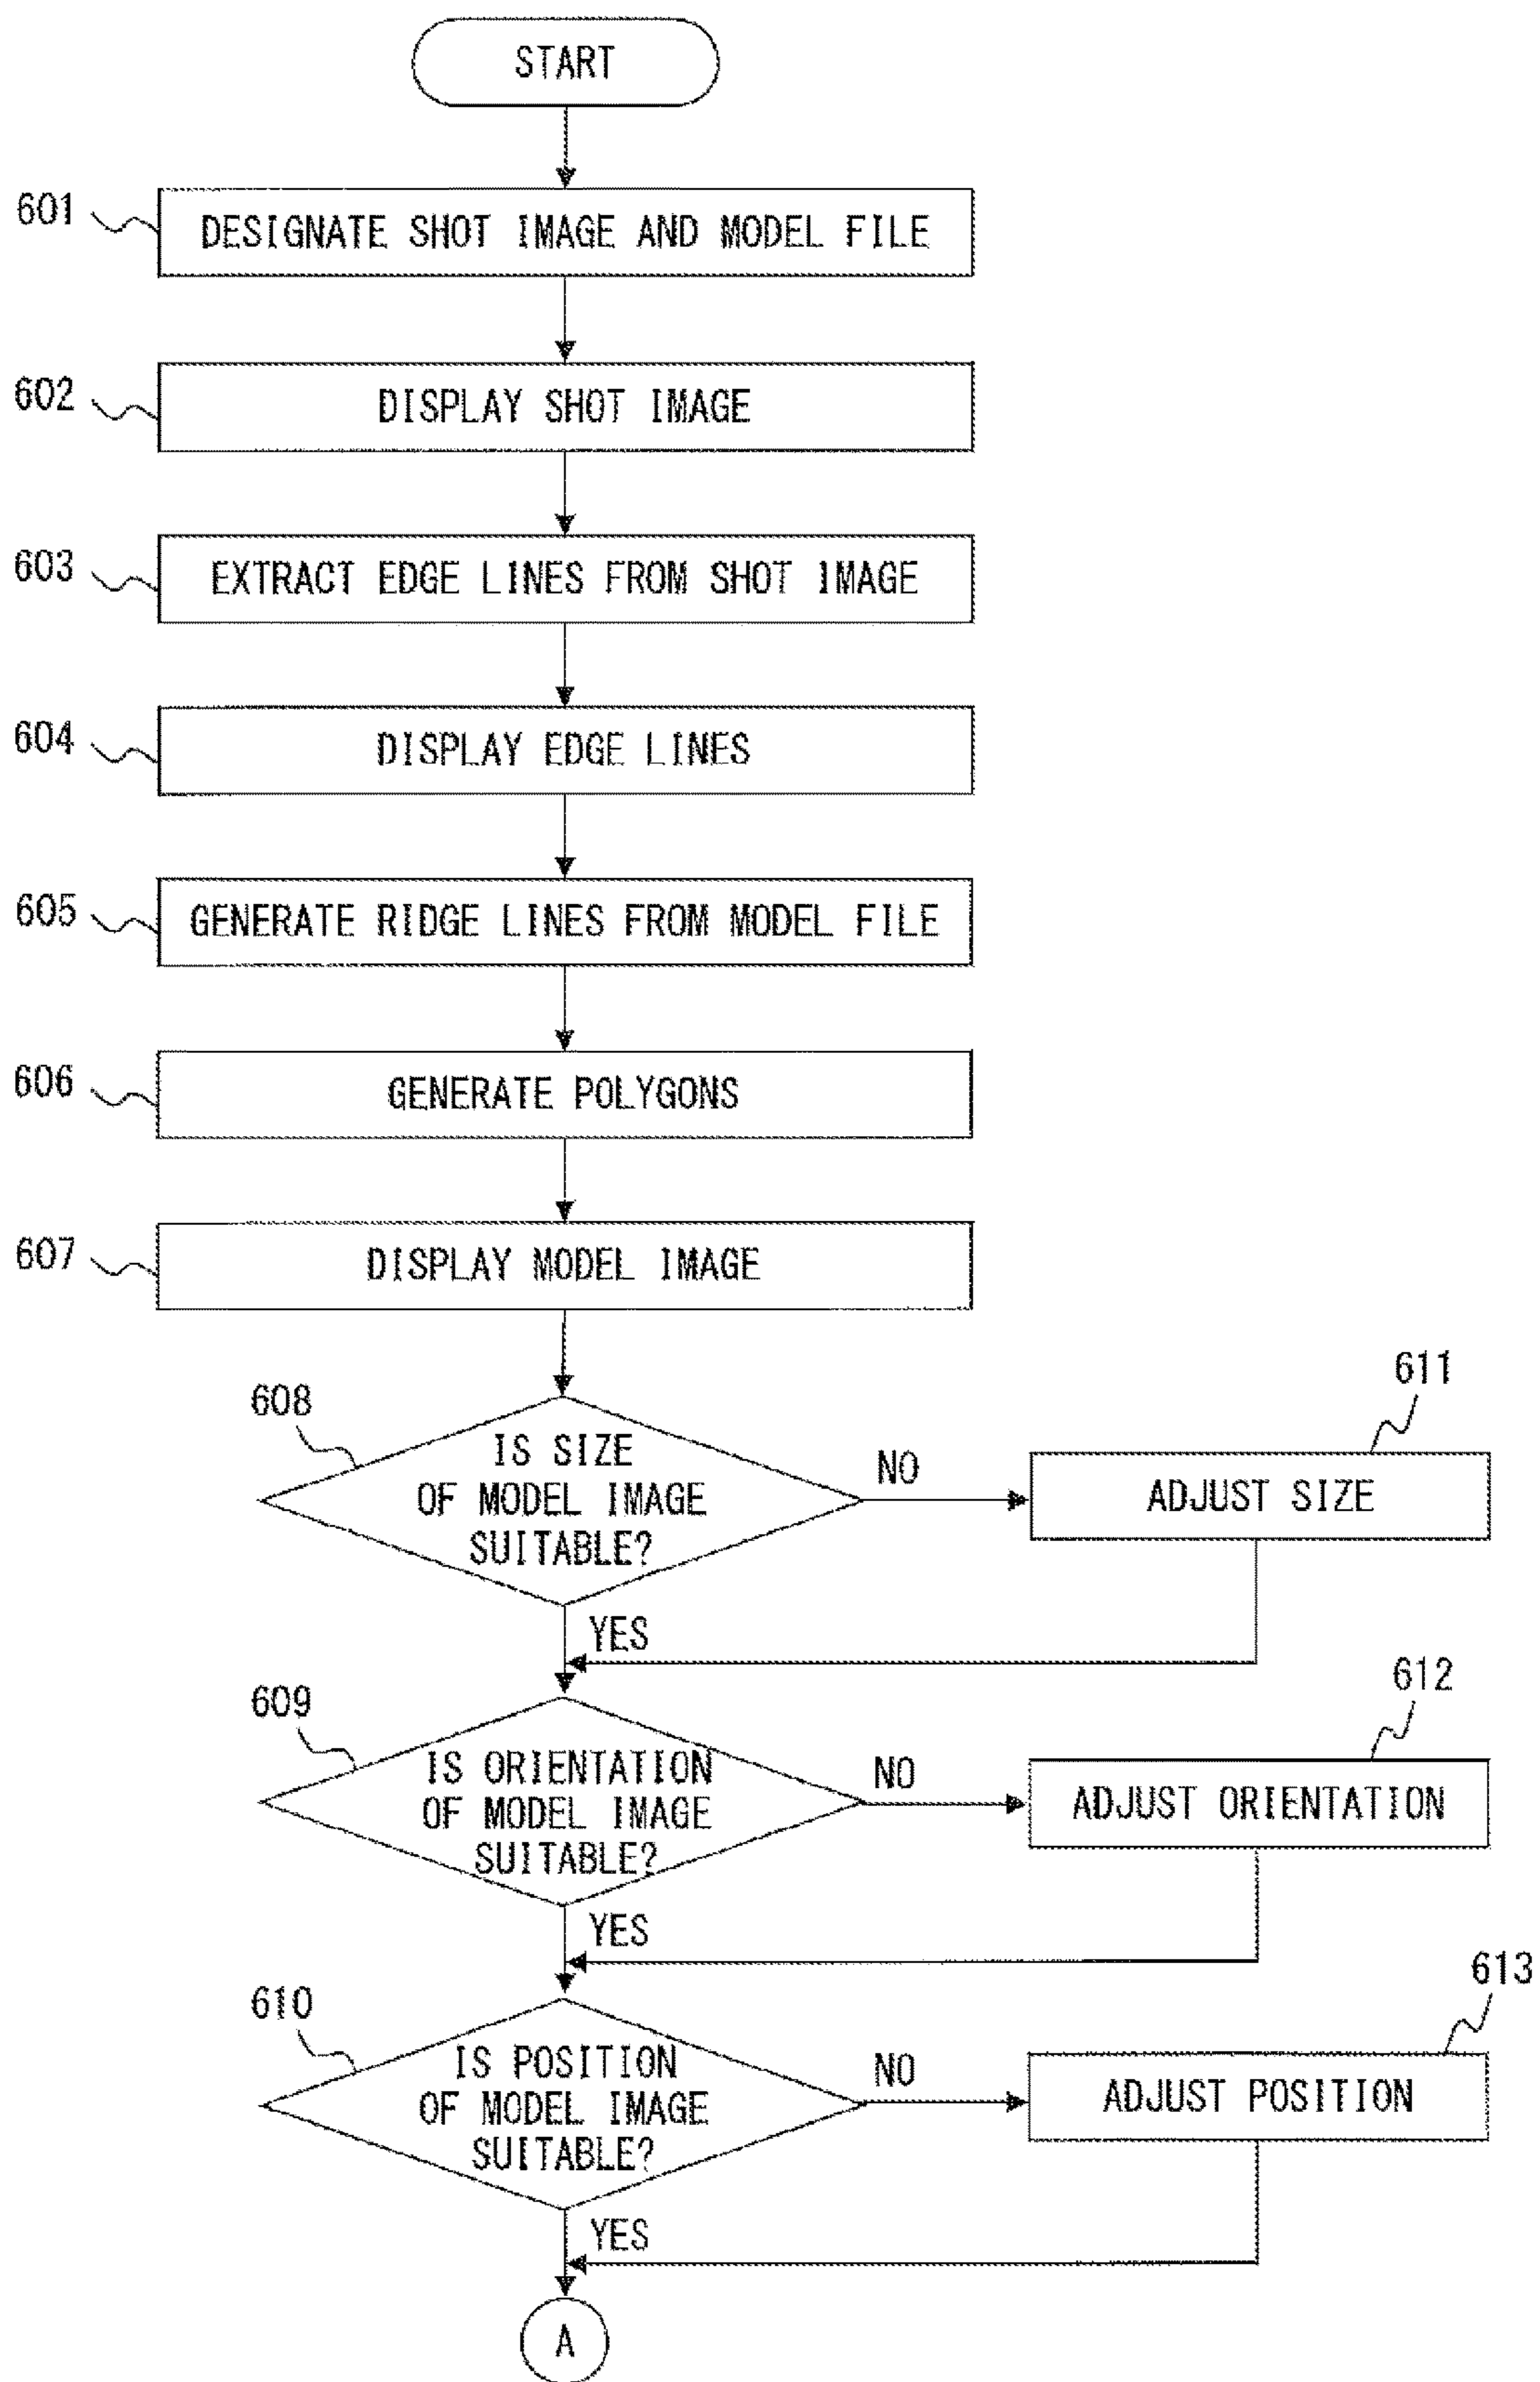 START
601
DESIGNATE SHOT IMAGE AND MODEL FILE
602
DISPLAY SHOT IMAGE
603
EXTRACT EDGE LINES FROM SHOT IMAGE
604
DISPLAY EDGE LINES
605
GENERATE RIDGE LINES FROM MODEL FILE
606
GENERATE POLYGONS
607
DISPLAY MODEL IMAGE
608
IS SIZE
OF MODEL IMAGE
SUITABLE?
NO
611
ADJUST SIZE
YES
609
IS ORIENTATION
OF MODEL IMAGE
SUITABLE?
NO
612
ADJUST ORIENTATION
YES
610
IS POSITION
OF MODEL IMAGE
SUITABLE?
NO
613
ADJUST POSITION
YES
A